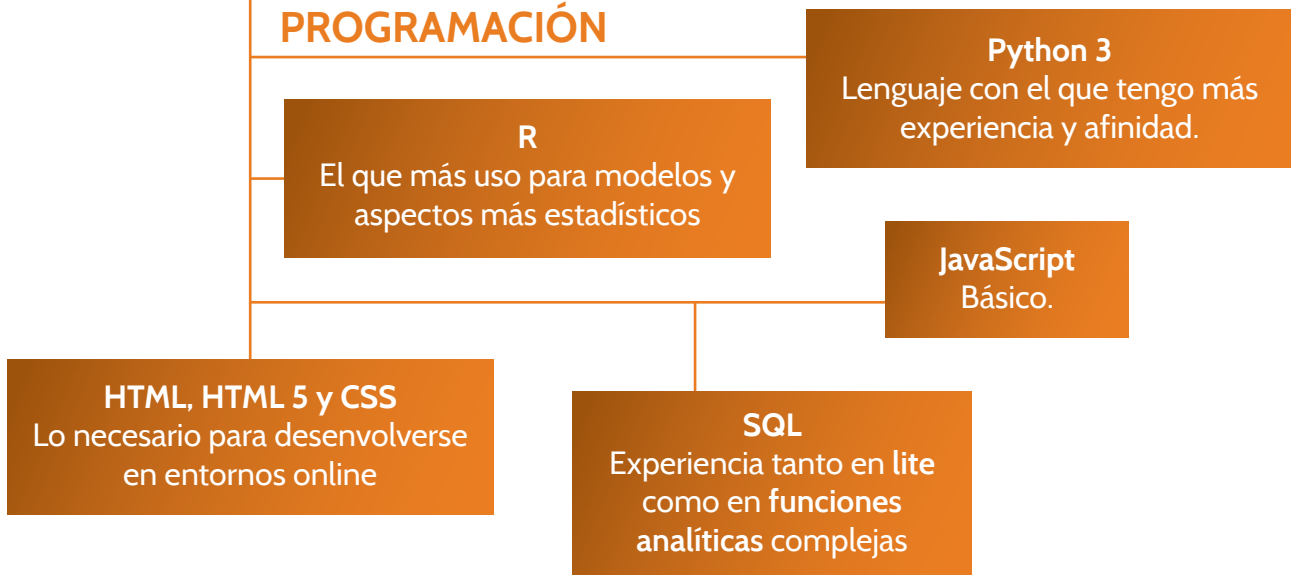 PROGRAMACIÓN
Python 3
Lenguaje con el que tengo más
experiencia y afinidad.
R
El que más uso para modelos y
aspectos más estadísticos
JavaScript
Básico.
HTML, HTML 5 y CSS
Lo necesario para desenvolverse
en entornos online
SQL
Experiencia tanto en lite
como en funciones
analíticas complejas